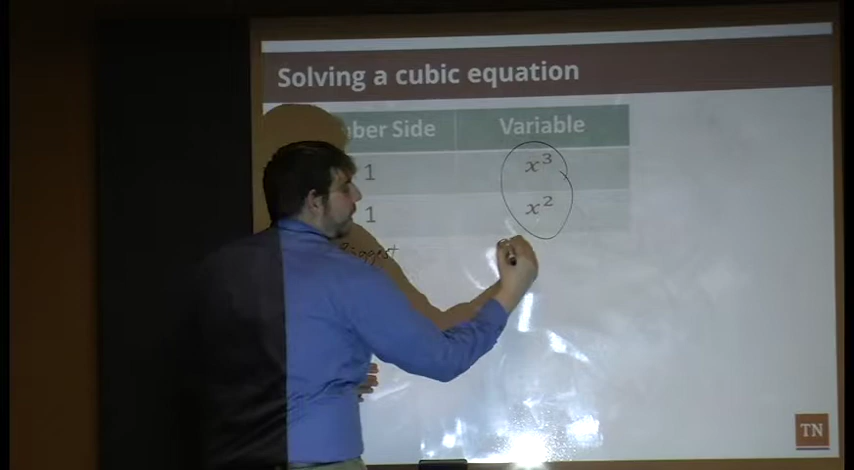 Solving a cubic equation
ber Side Variable
1 x³
1 x²
TN